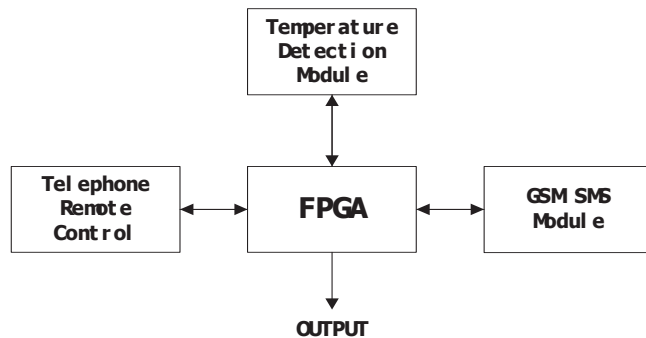 Temperature
Detection
Module
Telephone
Remote
Control
FPGA
GSM SMS
Module
OUTPUT